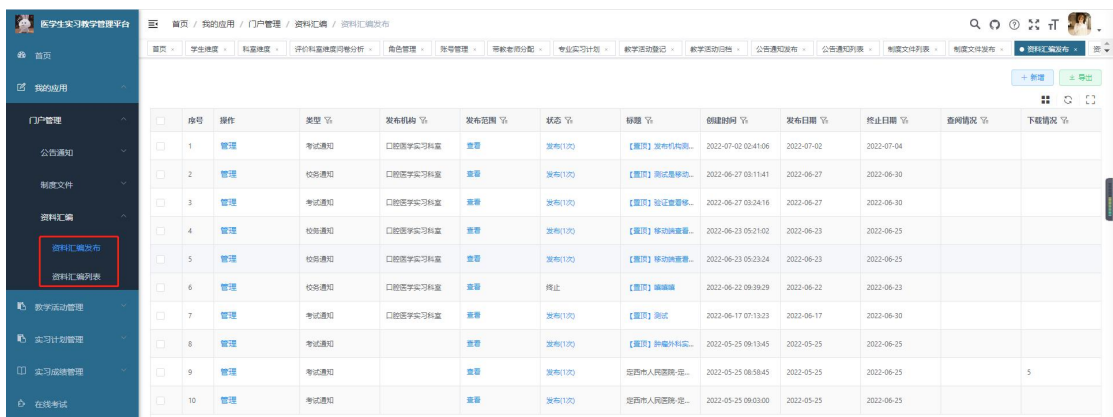 医学生实习教学管理平台
首页 / 我的应用 / 门户管理 / 资料汇编 / 资料汇编发布
首页 × 学生维度 × 科室维度 × 评价科室维度问卷分析 × 角色管理 × 账号管理 × 带教老师分配 × 专业实习计划 × 教学活动登记 × 教学活动归档 × 公告通知发布 × 公告通知列表 × 制度文件列表 × 制度文件发布 × 资料汇编发布 ×
首页
我的应用
门户管理
公告通知
制度文件
资料汇编
资料汇编发布
资料汇编列表
教学活动管理
实习计划管理
实习成绩管理
在线考试
+ 新增 导出
序号 操作 类型 发布机构 发布范围 状态 标题 创建时间 发布日期 终止日期 查阅情况 下载情况
1 管理 考试通知 口腔医学实习科室 查看 发布(1次) 【置顶】发布机构测... 2022-07-02 02:41:06 2022-07-02 2022-07-04
2 管理 校务通知 口腔医学实习科室 查看 发布(1次) 【置顶】测试是移动... 2022-06-27 03:11:41 2022-06-27 2022-06-30
3 管理 考试通知 口腔医学实习科室 查看 发布(1次) 【置顶】验证查看移... 2022-06-27 03:24:16 2022-06-27 2022-06-30
4 管理 校务通知 口腔医学实习科室 查看 发布(1次) 【置顶】移动端查看... 2022-06-23 05:21:02 2022-06-23 2022-06-25
5 管理 校务通知 口腔医学实习科室 查看 发布(1次) 【置顶】移动端查看... 2022-06-23 05:23:24 2022-06-23 2022-06-25
6 管理 校务通知 口腔医学实习科室 查看 终止 【置顶】嘀嘀嘀 2022-06-22 09:39:29 2022-06-22 2022-06-23
7 管理 考试通知 口腔医学实习科室 查看 发布(1次) 【置顶】测试 2022-06-17 07:13:23 2022-06-17 2022-06-30
8 管理 考试通知 查看 发布(1次) 【置顶】肿瘤外科实... 2022-05-25 09:13:45 2022-05-25 2022-06-25
9 管理 考试通知 查看 发布(1次) 定西市人民医院-定... 2022-05-25 08:58:45 2022-05-25 2022-06-25 5
10 管理 考试通知 查看 发布(1次) 定西市人民医院-定... 2022-05-25 09:03:00 2022-05-25 2022-06-25